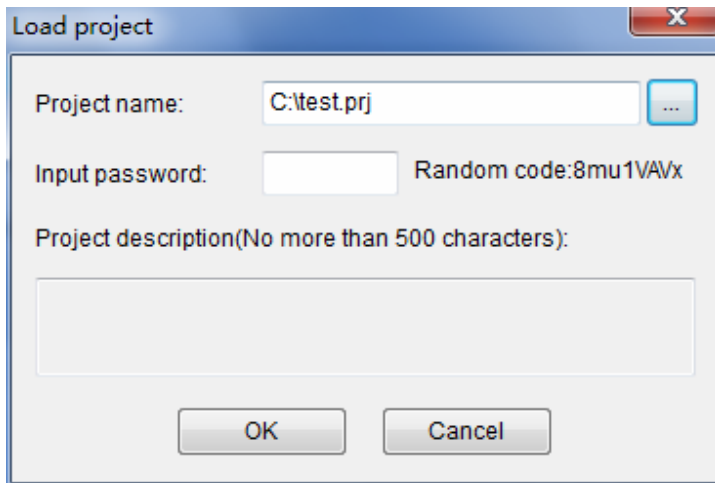 Load project
X
Project name: C:\test.prj ...
Input password: Random code:8mu1VAVx
Project description(No more than 500 characters):
OK Cancel